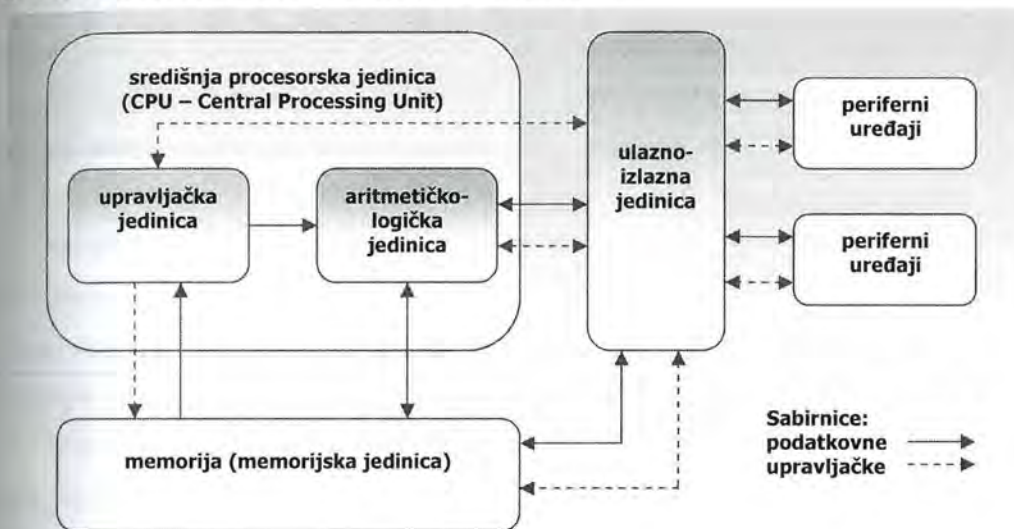 središnja procesorska jedinica
(CPU – Central Processing Unit)
upravljačka
jedinica
aritmetičko-
logička
jedinica
ulazno-
izlazna
jedinica
periferni
uređaji
periferni
uređaji
memorija (memorijska jedinica)
Sabirnice:
podatkovne
upravljačke